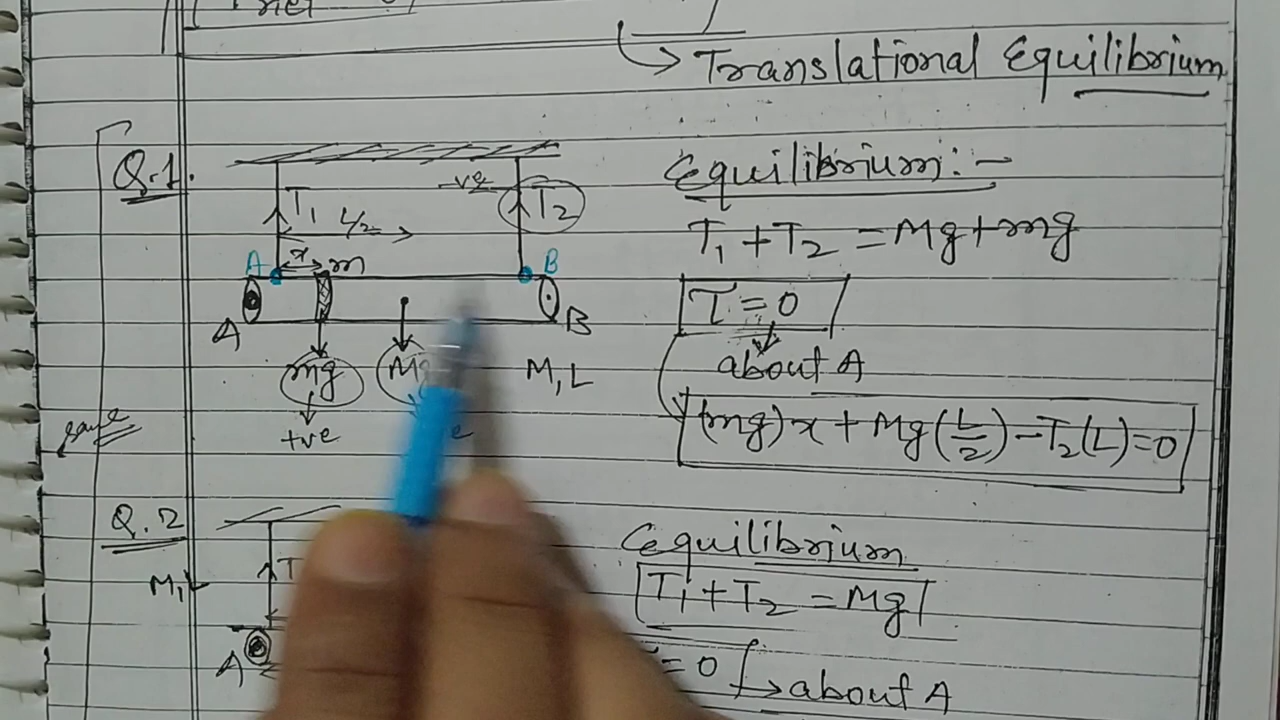 → Translational Equilibrium
Q.1.
T₁
L/2
-ve
T₂
A
x
m
B
A
B
mg
Mg
M, L
+ve
Equilibrium:-
T₁ + T₂ = Mg + mg
τ = 0
about A
(mg)x + Mg(L/2) - T₂(L) = 0
Q.2
M, L
T
A
Equilibrium
T₁ + T₂ = Mg
= 0 → about A